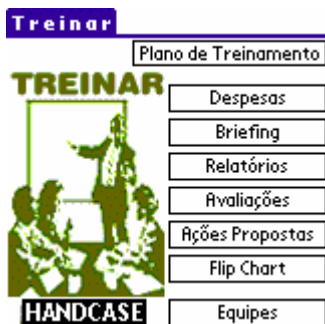 Treinar
Plano de Treinamento
TREINAR
Despesas
Briefing
Relatórios
Avaliações
Ações Propostas
Flip Chart
HANDCASE
Equipes